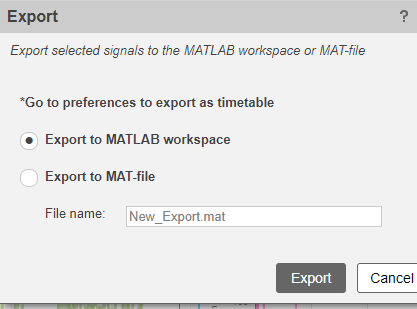 Export ?
Export selected signals to the MATLAB workspace or MAT-file
*Go to preferences to export as timetable
Export to MATLAB workspace
Export to MAT-file
File name: New_Export.mat
Export Cancel